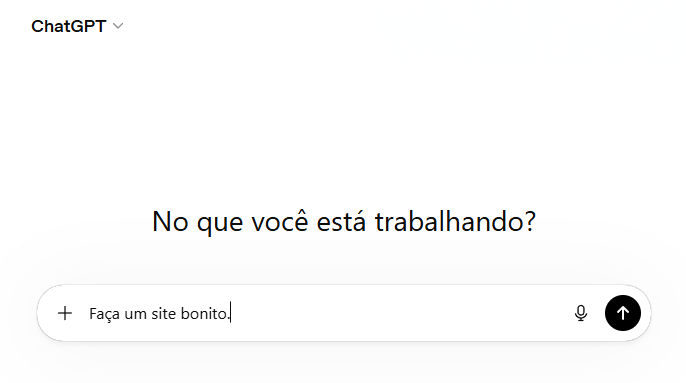 ChatGPT
No que você está trabalhando?
Faça um site bonito.